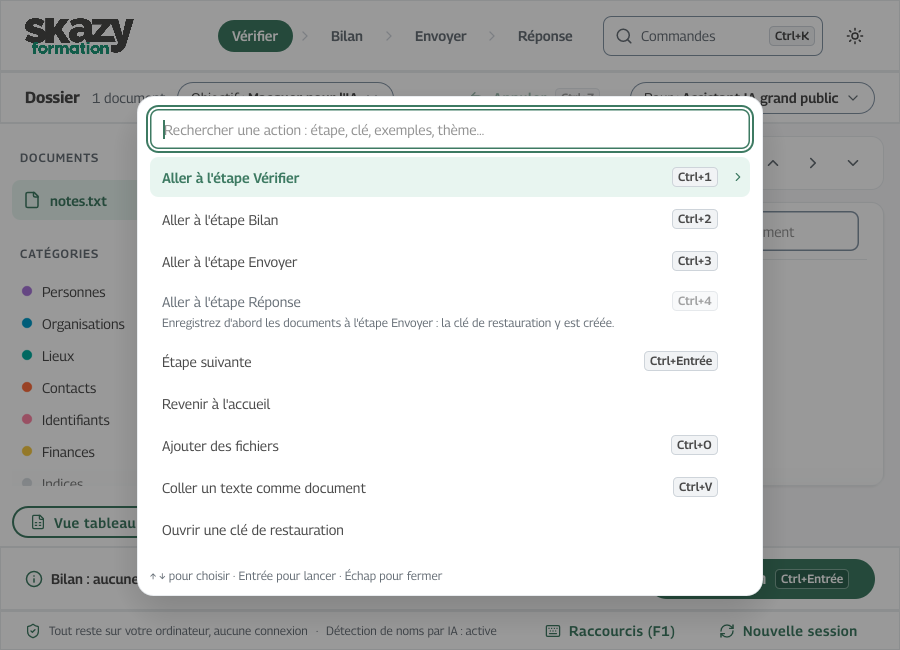 skazy
formation
Vérifier
Bilan
Envoyer
Réponse
Commandes
Ctrl+K
Dossier
1 document
grand public
Rechercher une action : étape, clé, exemples, thème...
DOCUMENTS
notes.txt
CATÉGORIES
Personnes
Organisations
Lieux
Contacts
Identifiants
Finances
Indices
Vue tableau
Aller à l'étape Vérifier
Ctrl+1
Aller à l'étape Bilan
Ctrl+2
Aller à l'étape Envoyer
Ctrl+3
Aller à l'étape Réponse
Ctrl+4
Enregistrez d'abord les documents à l'étape Envoyer : la clé de restauration y est créée.
Étape suivante
Ctrl+Entrée
Revenir à l'accueil
Ajouter des fichiers
Ctrl+O
Coller un texte comme document
Ctrl+V
Ouvrir une clé de restauration
↑ ↓ pour choisir · Entrée pour lancer · Échap pour fermer
Bilan : aucune
Ctrl+Entrée
Tout reste sur votre ordinateur, aucune connexion · Détection de noms par IA : active
Raccourcis (F1)
Nouvelle session